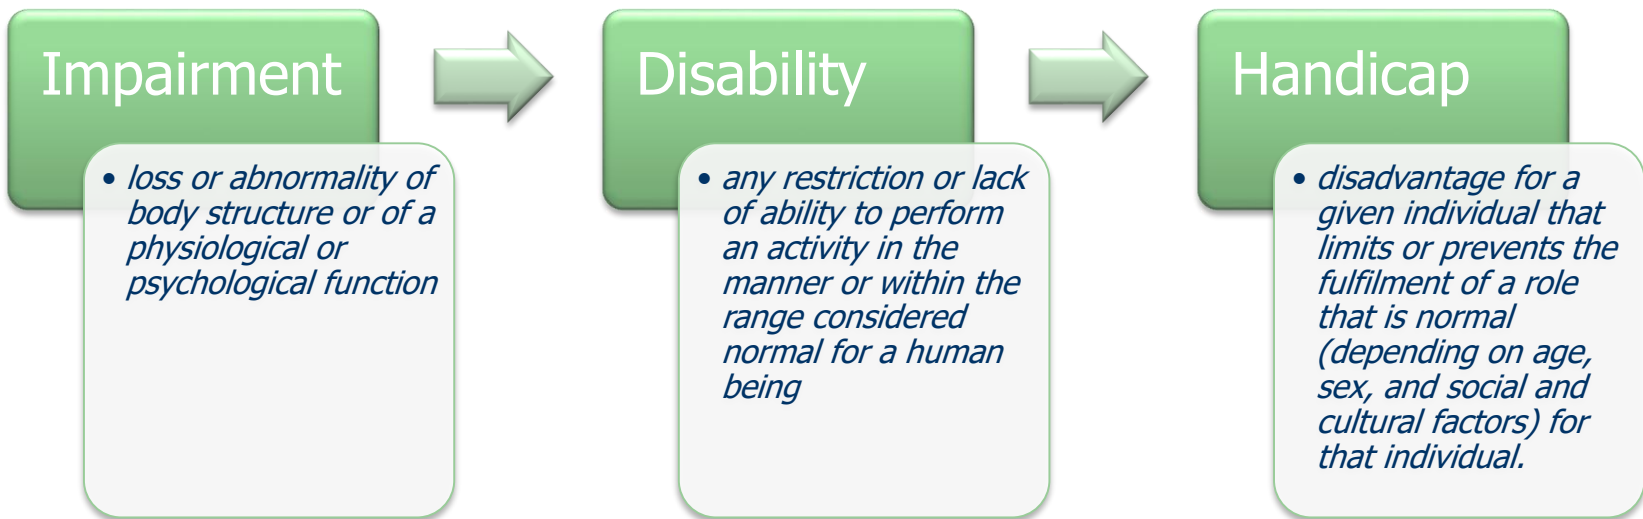 Impairment
• loss or abnormality of
body structure or of a
physiological or
psychological function
Disability
• any restriction or lack
of ability to perform
an activity in the
manner or within the
range considered
normal for a human
being
Handicap
• disadvantage for a
given individual that
limits or prevents the
fulfilment of a role
that is normal
(depending on age,
sex, and social and
cultural factors) for
that individual.